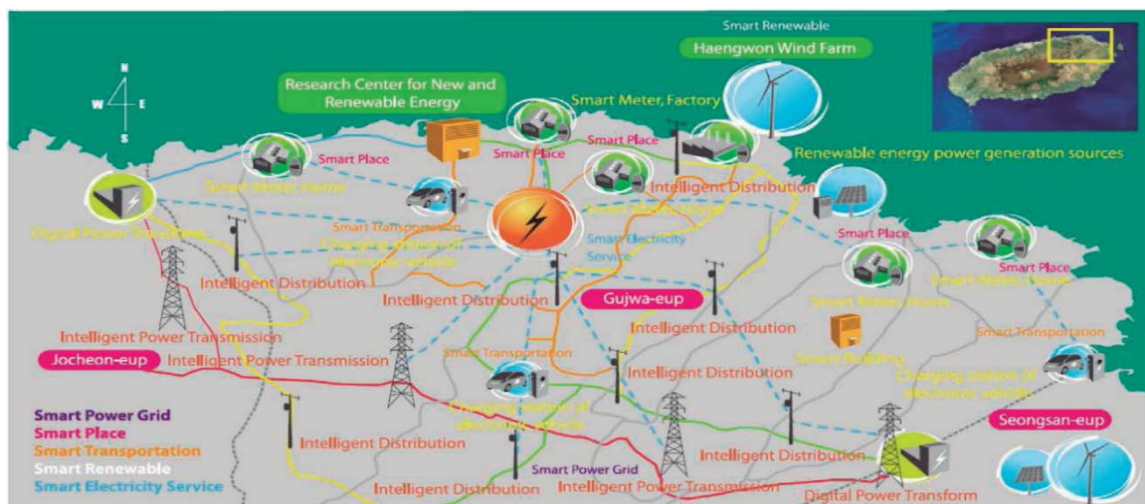 Smart Renewable
Haengwon Wind Farm
Research Center for New and
Renewable Energy
N
W E
S
Smart Meter, Factory
Smart Place
Smart Place
Smart Place
Renewable energy power generation sources
Smart Meter, Home
Intelligent Distribution
Smart Meter, Home
Digital Power Transform
Smart Transportation
Charging station of
electronic vehicle
Smart Electricity
Service
Smart Place
Smart Place
Smart Meter, Home
Smart Meter, Home
Intelligent Distribution
Intelligent Distribution
Gujwa-eup
Intelligent Distribution
Intelligent Power Transmission
Jocheon-eup
Intelligent Power Transmission
Smart Transportation
Intelligent Distribution
Smart Building
Smart Transportation
Charging station of
electronic vehicle
Charging station of
electronic vehicle
Seongsan-eup
Smart Power Grid
Smart Place
Smart Transportation
Smart Renewable
Smart Electricity Service
Intelligent Distribution
Intelligent Distribution
Smart Power Grid
Intelligent Distribution
Intelligent Power Transmission
Digital Power Transform